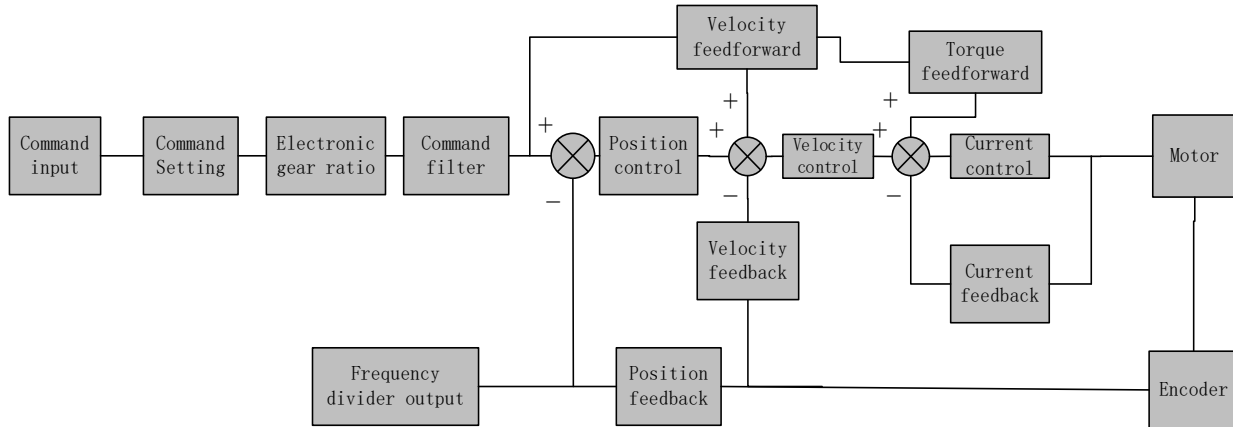 Velocity
feedforward
Torque
feedforward
+
+
+
+
+
Command
input
Command
Setting
Electronic
gear ratio
Command
filter
Position
control
Velocity
control
Current
control
Motor
−
−
−
Velocity
feedback
Current
feedback
Frequency
divider output
Position
feedback
Encoder